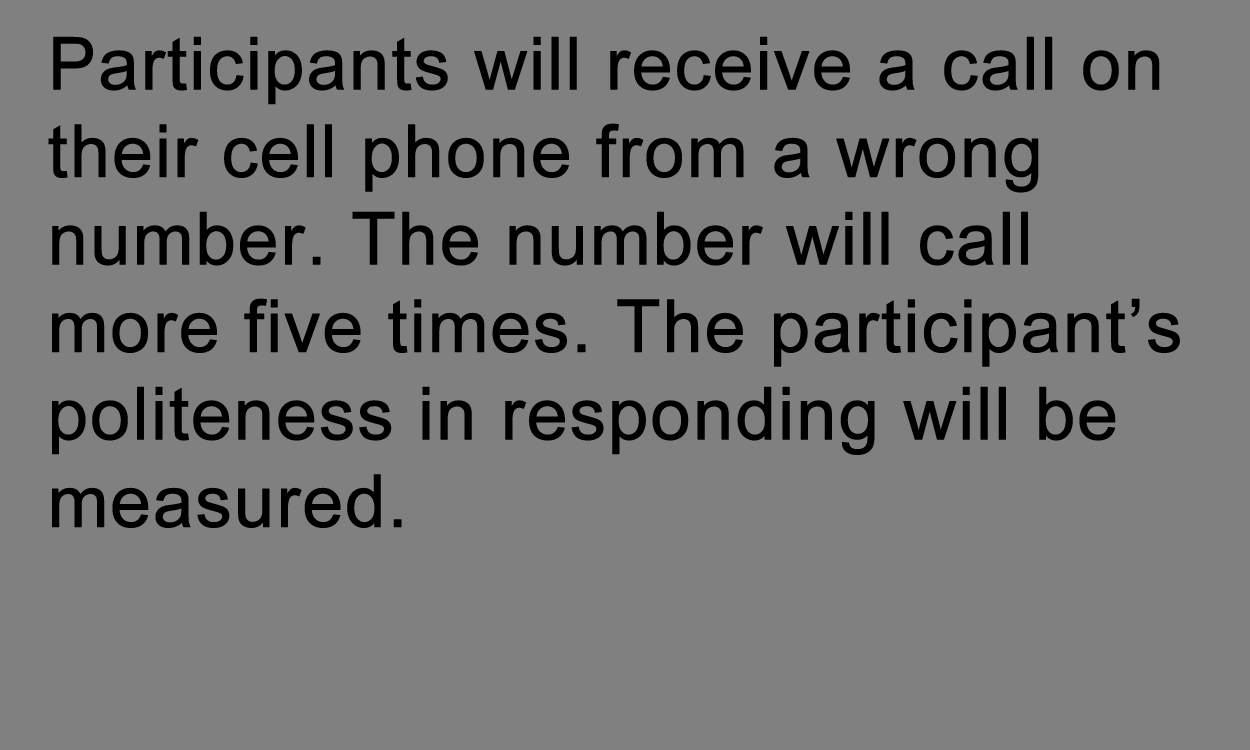 Participants will receive a call on
their cell phone from a wrong
number. The number will call
more five times. The participant’s
politeness in responding will be
measured.